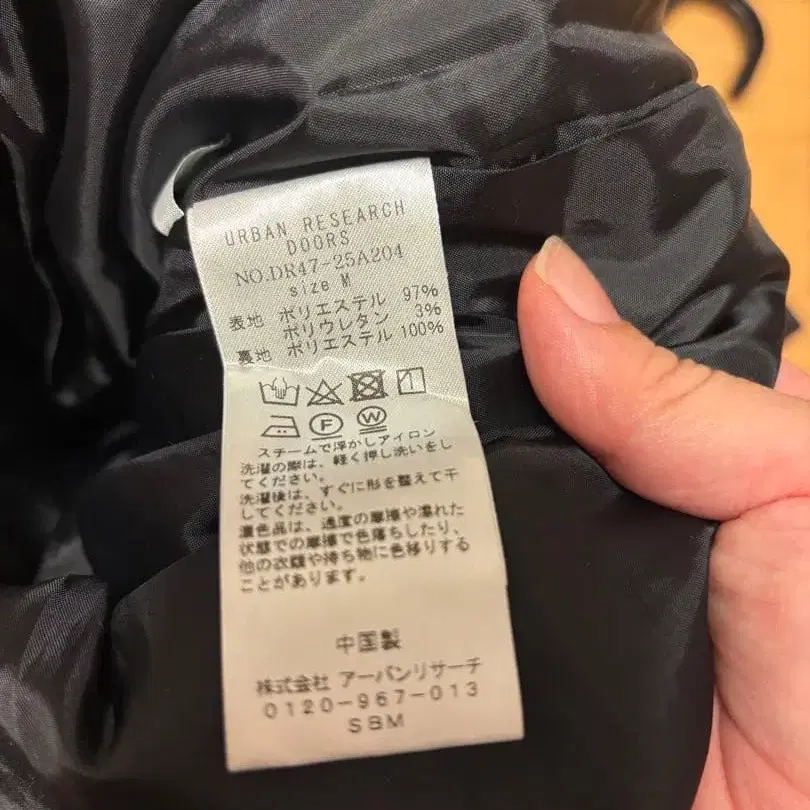 URBAN RESEARCH
DOORS
NO.DR47-25A204
size M
表地 ポリエステル 97%
ポリウレタン 3%
裏地 ポリエステル 100%
F W
スチームで浮かしアイロン
洗濯の際は、軽く押し洗いをし
てください。
洗濯後は、すぐに形を整えて干
してください。
濃色品は、過度の摩擦や濡れた
状態での摩擦で色落ちしたり、
他の衣類や持ち物に色移りする
ことがあります。
中国製
株式会社 アーバンリサーチ
0120-967-013
SBM